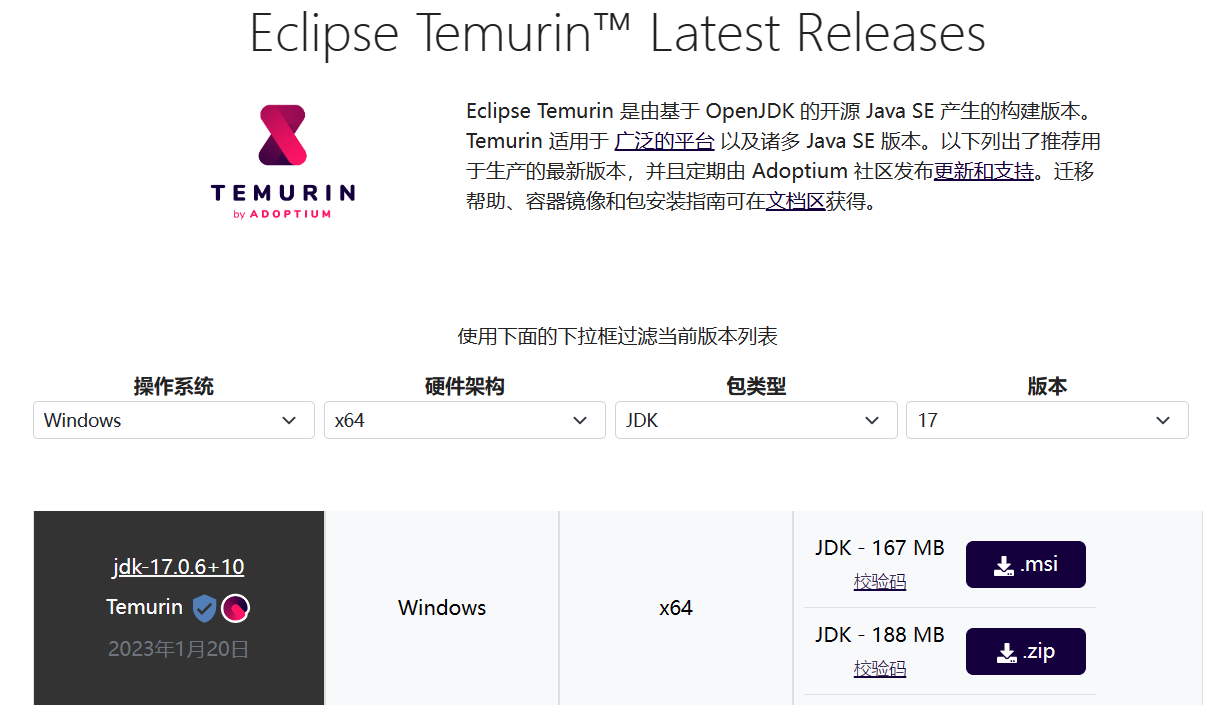 Eclipse Temurin™ Latest Releases
TEMURIN
by ADOPTIUM
Eclipse Temurin 是由基于 OpenJDK 的开源 Java SE 产生的构建版本。
Temurin 适用于 广泛的平台 以及诸多 Java SE 版本。以下列出了推荐用
于生产的最新版本，并且定期由 Adoptium 社区发布更新和支持。迁移
帮助、容器镜像和包安装指南可在文档区获得。
使用下面的下拉框过滤当前版本列表
操作系统 硬件架构 包类型 版本
Windows x64 JDK 17
jdk-17.0.6+10
Temurin
2023年1月20日
Windows
x64
JDK - 167 MB
校验码
.msi
JDK - 188 MB
校验码
.zip